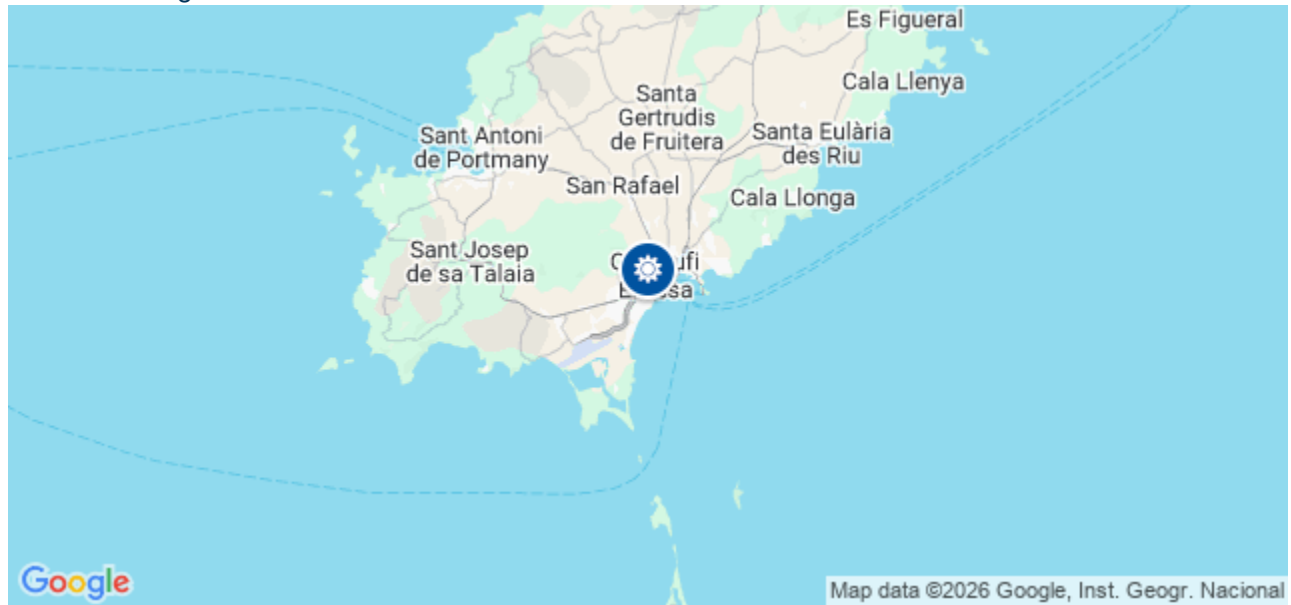 Es Figueral
Cala Llenya
Santa
Gertrudis
de Fruitera
Sant Antoni
de Portmany
Santa Eulària
des Riu
San Rafael
Cala Llonga
Sant Josep
de sa Talaia
Google
Map data ©2026 Google, Inst. Geogr. Nacional